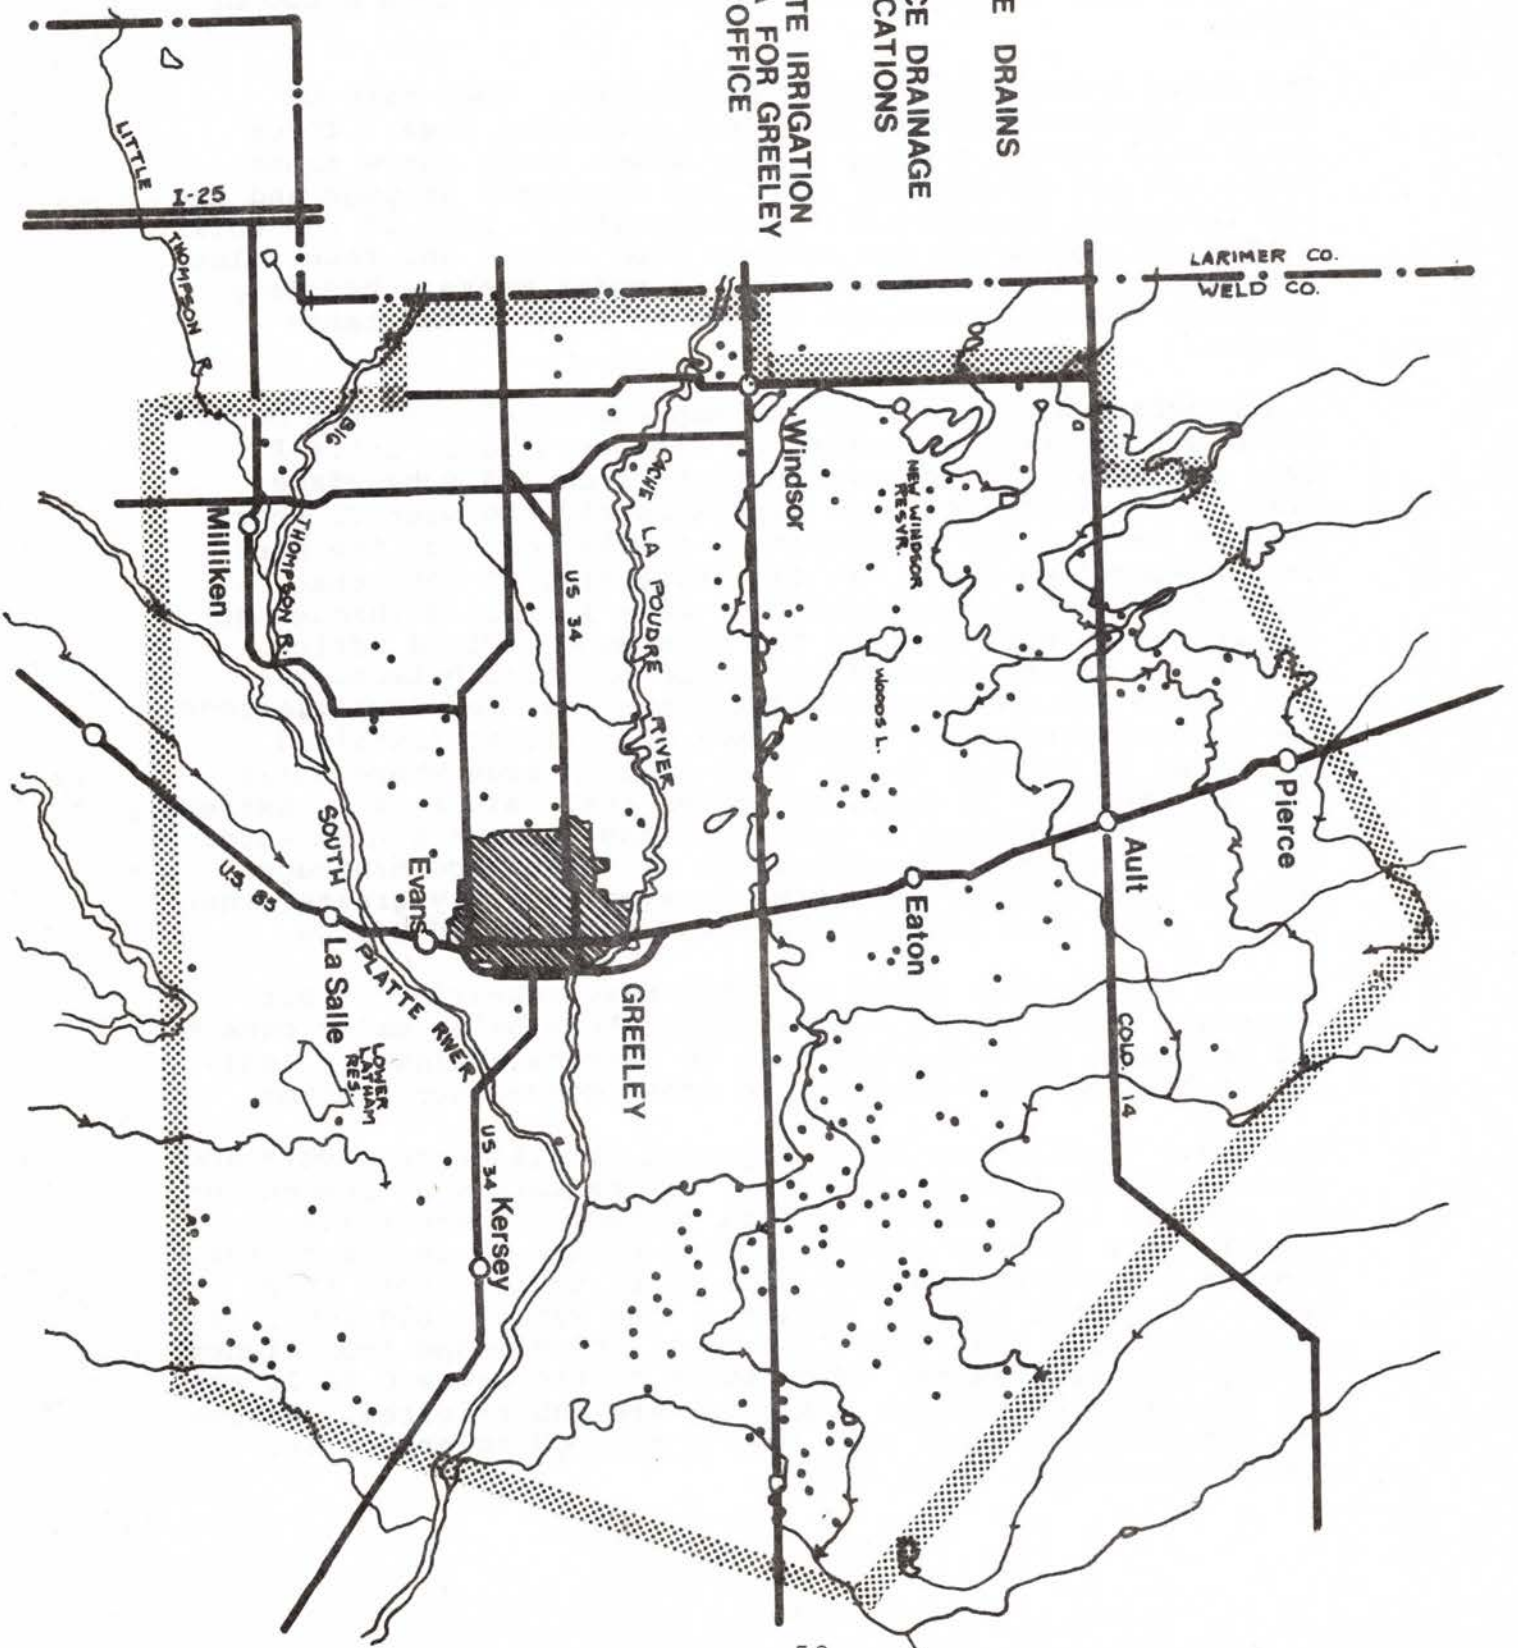 E DRAINS
CE DRAINAGE
CATIONS
TE IRRIGATION
FOR GREELEY
OFFICE
LARIMER CO.
WELD CO.
I-25
LITTLE
THOMPSON R.
BIG
THOMPSON R.
CACHE LA POUDRE RIVER
Windsor
NEW WINDSOR
RESVR.
WOODS L.
Milliken
US 34
Pierce
Ault
Eaton
COLO. 14
SOUTH
PLATTE RIVER
Evans
U.S. 85
La Salle
GREELEY
LOWER
LATHAM
RES.
US 34
Kersey